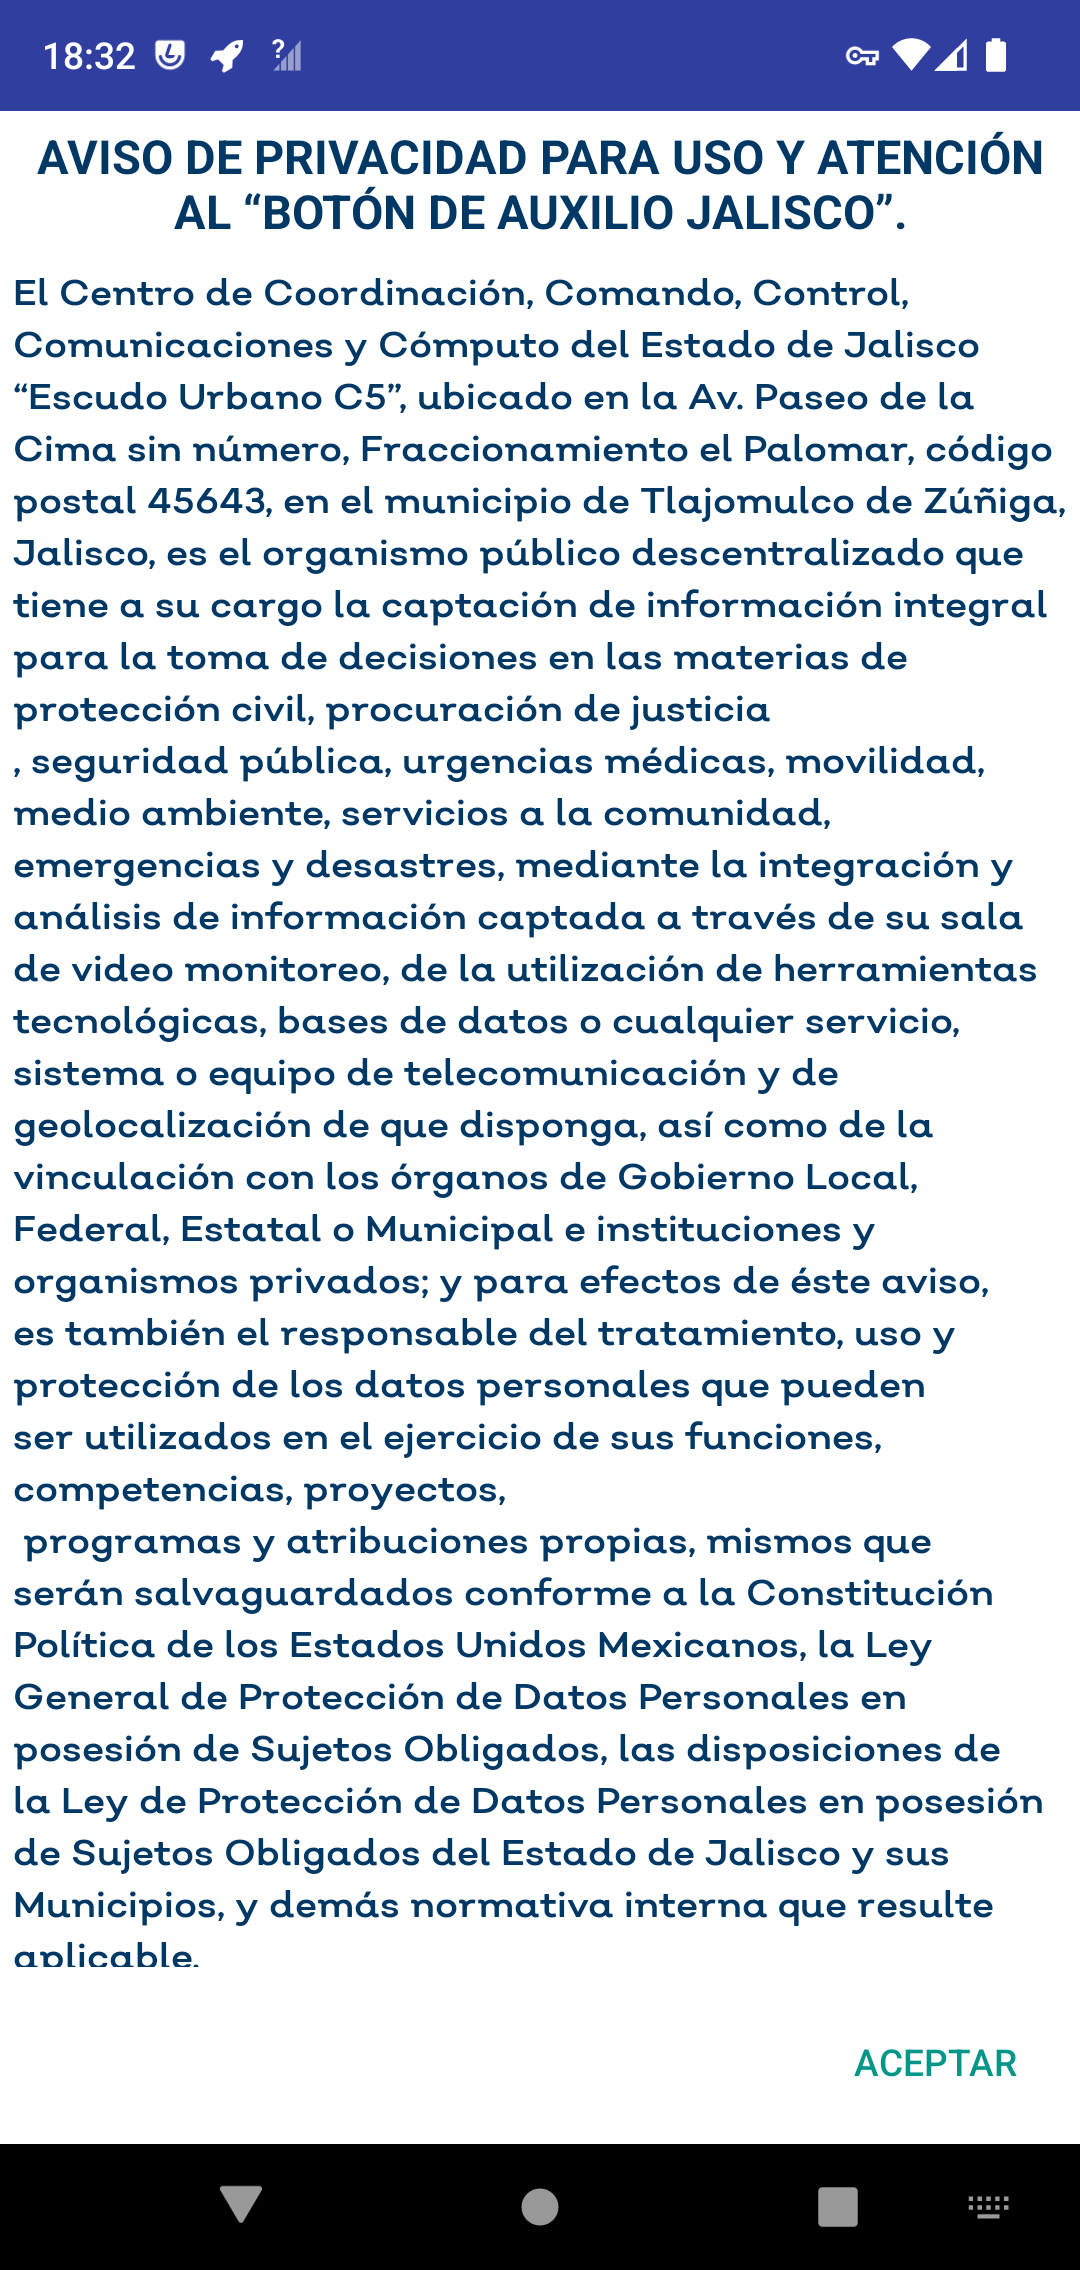 18:32
AVISO DE PRIVACIDAD PARA USO Y ATENCIÓN
AL “BOTÓN DE AUXILIO JALISCO”.
El Centro de Coordinación, Comando, Control,
Comunicaciones y Cómputo del Estado de Jalisco
“Escudo Urbano C5”, ubicado en la Av. Paseo de la
Cima sin número, Fraccionamiento el Palomar, código
postal 45643, en el municipio de Tlajomulco de Zúñiga,
Jalisco, es el organismo público descentralizado que
tiene a su cargo la captación de información integral
para la toma de decisiones en las materias de
protección civil, procuración de justicia
, seguridad pública, urgencias médicas, movilidad,
medio ambiente, servicios a la comunidad,
emergencias y desastres, mediante la integración y
análisis de información captada a través de su sala
de video monitoreo, de la utilización de herramientas
tecnológicas, bases de datos o cualquier servicio,
sistema o equipo de telecomunicación y de
geolocalización de que disponga, así como de la
vinculación con los órganos de Gobierno Local,
Federal, Estatal o Municipal e instituciones y
organismos privados; y para efectos de éste aviso,
es también el responsable del tratamiento, uso y
protección de los datos personales que pueden
ser utilizados en el ejercicio de sus funciones,
competencias, proyectos,
programas y atribuciones propias, mismos que
serán salvaguardados conforme a la Constitución
Política de los Estados Unidos Mexicanos, la Ley
General de Protección de Datos Personales en
posesión de Sujetos Obligados, las disposiciones de
la Ley de Protección de Datos Personales en posesión
de Sujetos Obligados del Estado de Jalisco y sus
Municipios, y demás normativa interna que resulte
aplicable.
ACEPTAR